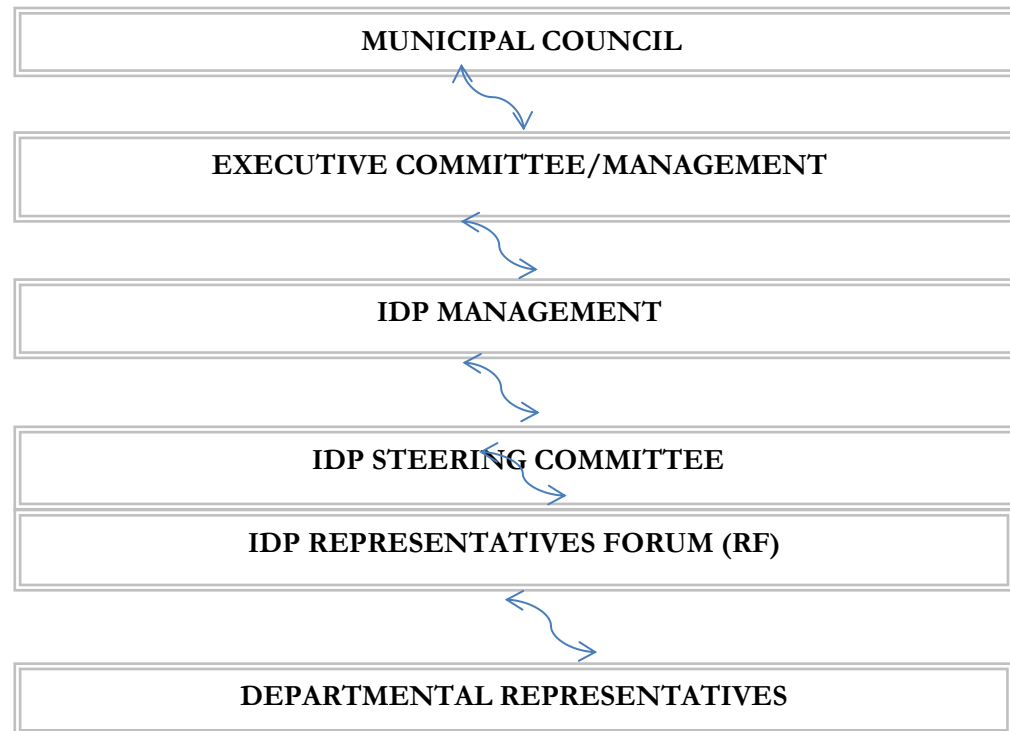 MUNICIPAL COUNCIL
EXECUTIVE COMMITTEE/MANAGEMENT
IDP MANAGEMENT
IDP STEERING COMMITTEE
IDP REPRESENTATIVES FORUM (RF)
DEPARTMENTAL REPRESENTATIVES